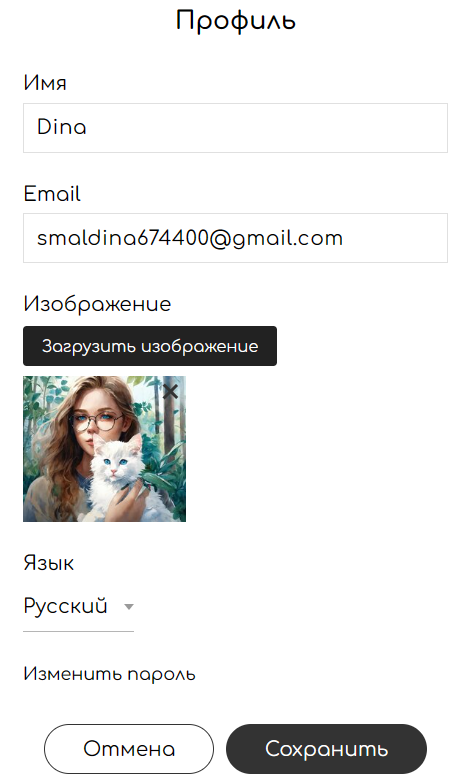 Профиль
Имя
Dina
Email
smaldina674400@gmail.com
Изображение
Загрузить изображение
Язык
Русский
Изменить пароль
Отмена
Сохранить